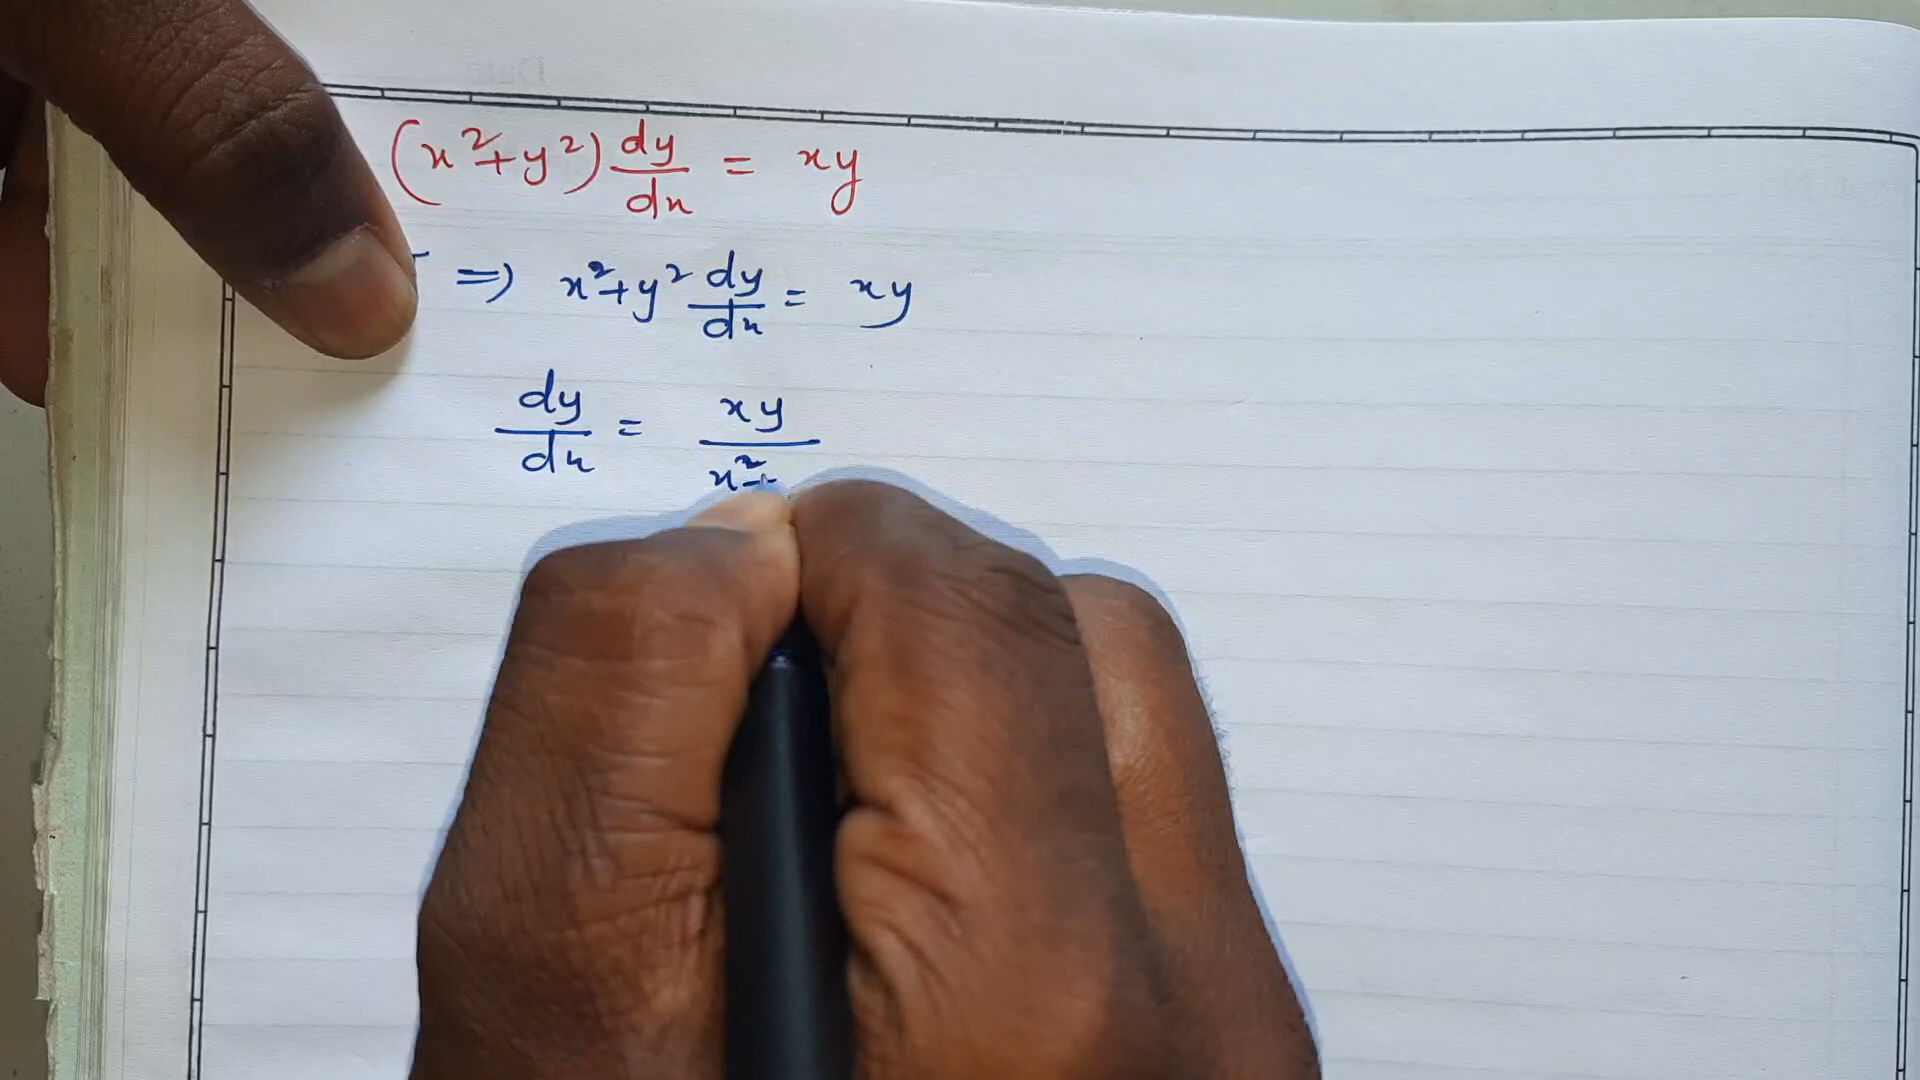 (x²+y²) dy/dx = xy
⇒ x²+y² dy/dx = xy
dy/dx = xy/x²+